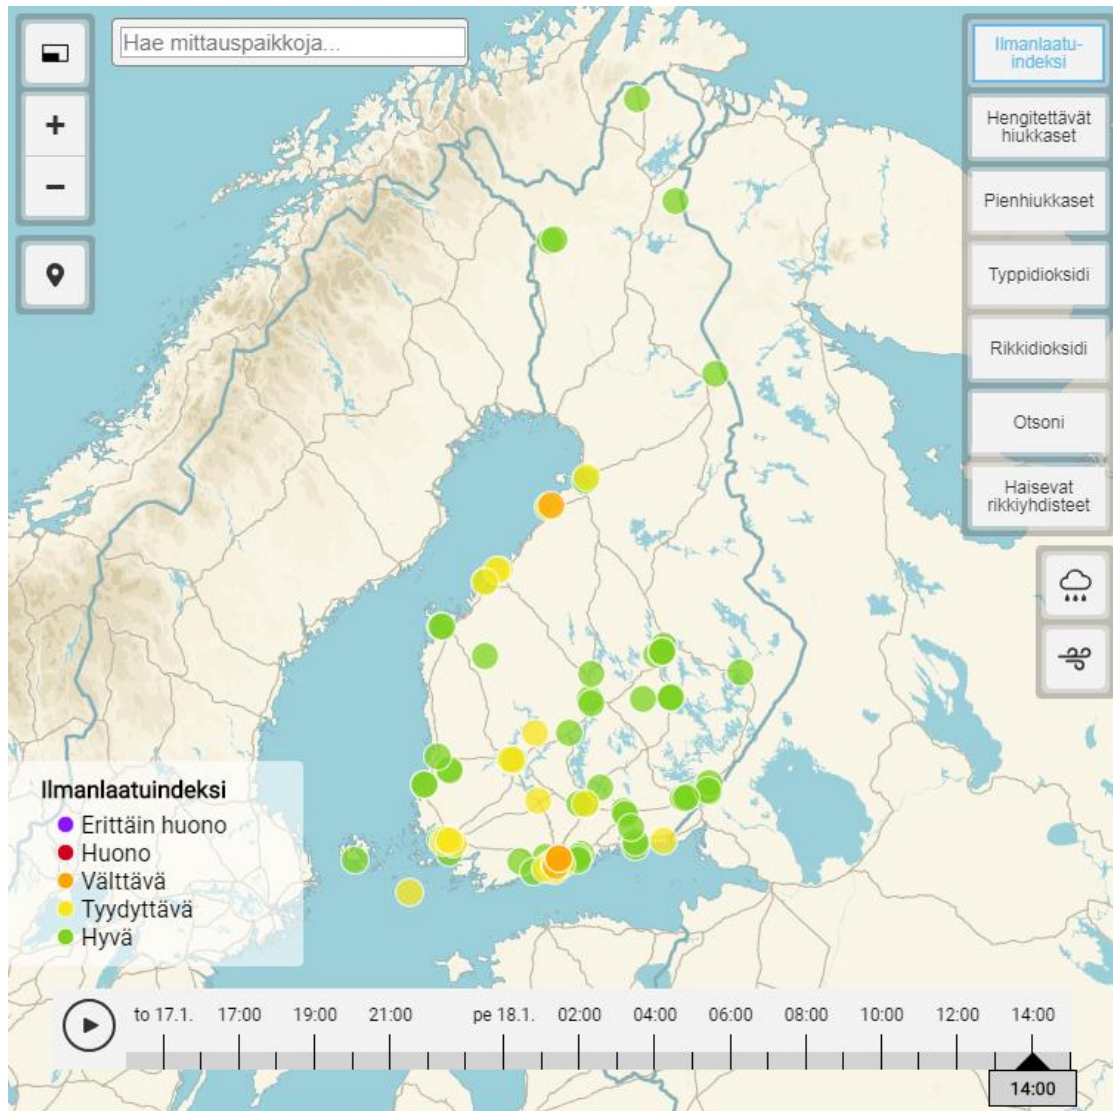 Hae mittauspaikkoja...
+
−
Ilmanlaatu-
indeksi
Hengitettävät
hiukkaset
Pienhiukkaset
Typpidioksidi
Rikkidioksidi
Otsoni
Haisevat
rikkiyhdisteet
Ilmanlaatuindeksi
Erittäin huono
Huono
Välttävä
Tyydyttävä
Hyvä
to 17.1. 17:00 19:00 21:00 pe 18.1. 02:00 04:00 06:00 08:00 10:00 12:00 14:00
14:00